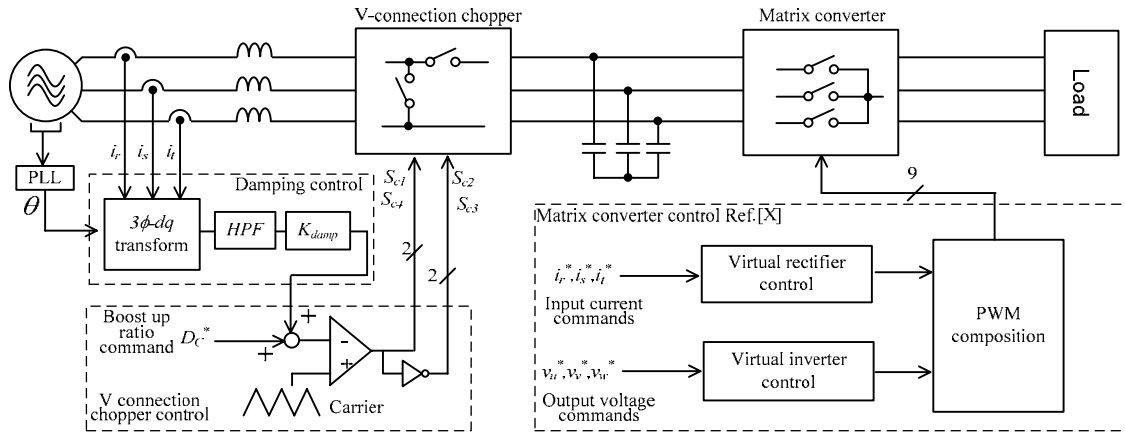 V-connection chopper
Matrix converter
Load
i_r
i_s
i_t
PLL
θ
Damping control
3ϕ-dq
transform
HPF
K_damp
S_c1
S_c4
S_c2
S_c3
2
2
9
Matrix converter control Ref.[X]
i_r*,i_s*,i_t*
Input current
commands
Virtual rectifier
control
PWM
composition
v_u*,v_v*,v_w*
Output voltage
commands
Virtual inverter
control
Boost up
ratio
command D_C*
+
+
-
+
Carrier
V connection
chopper control